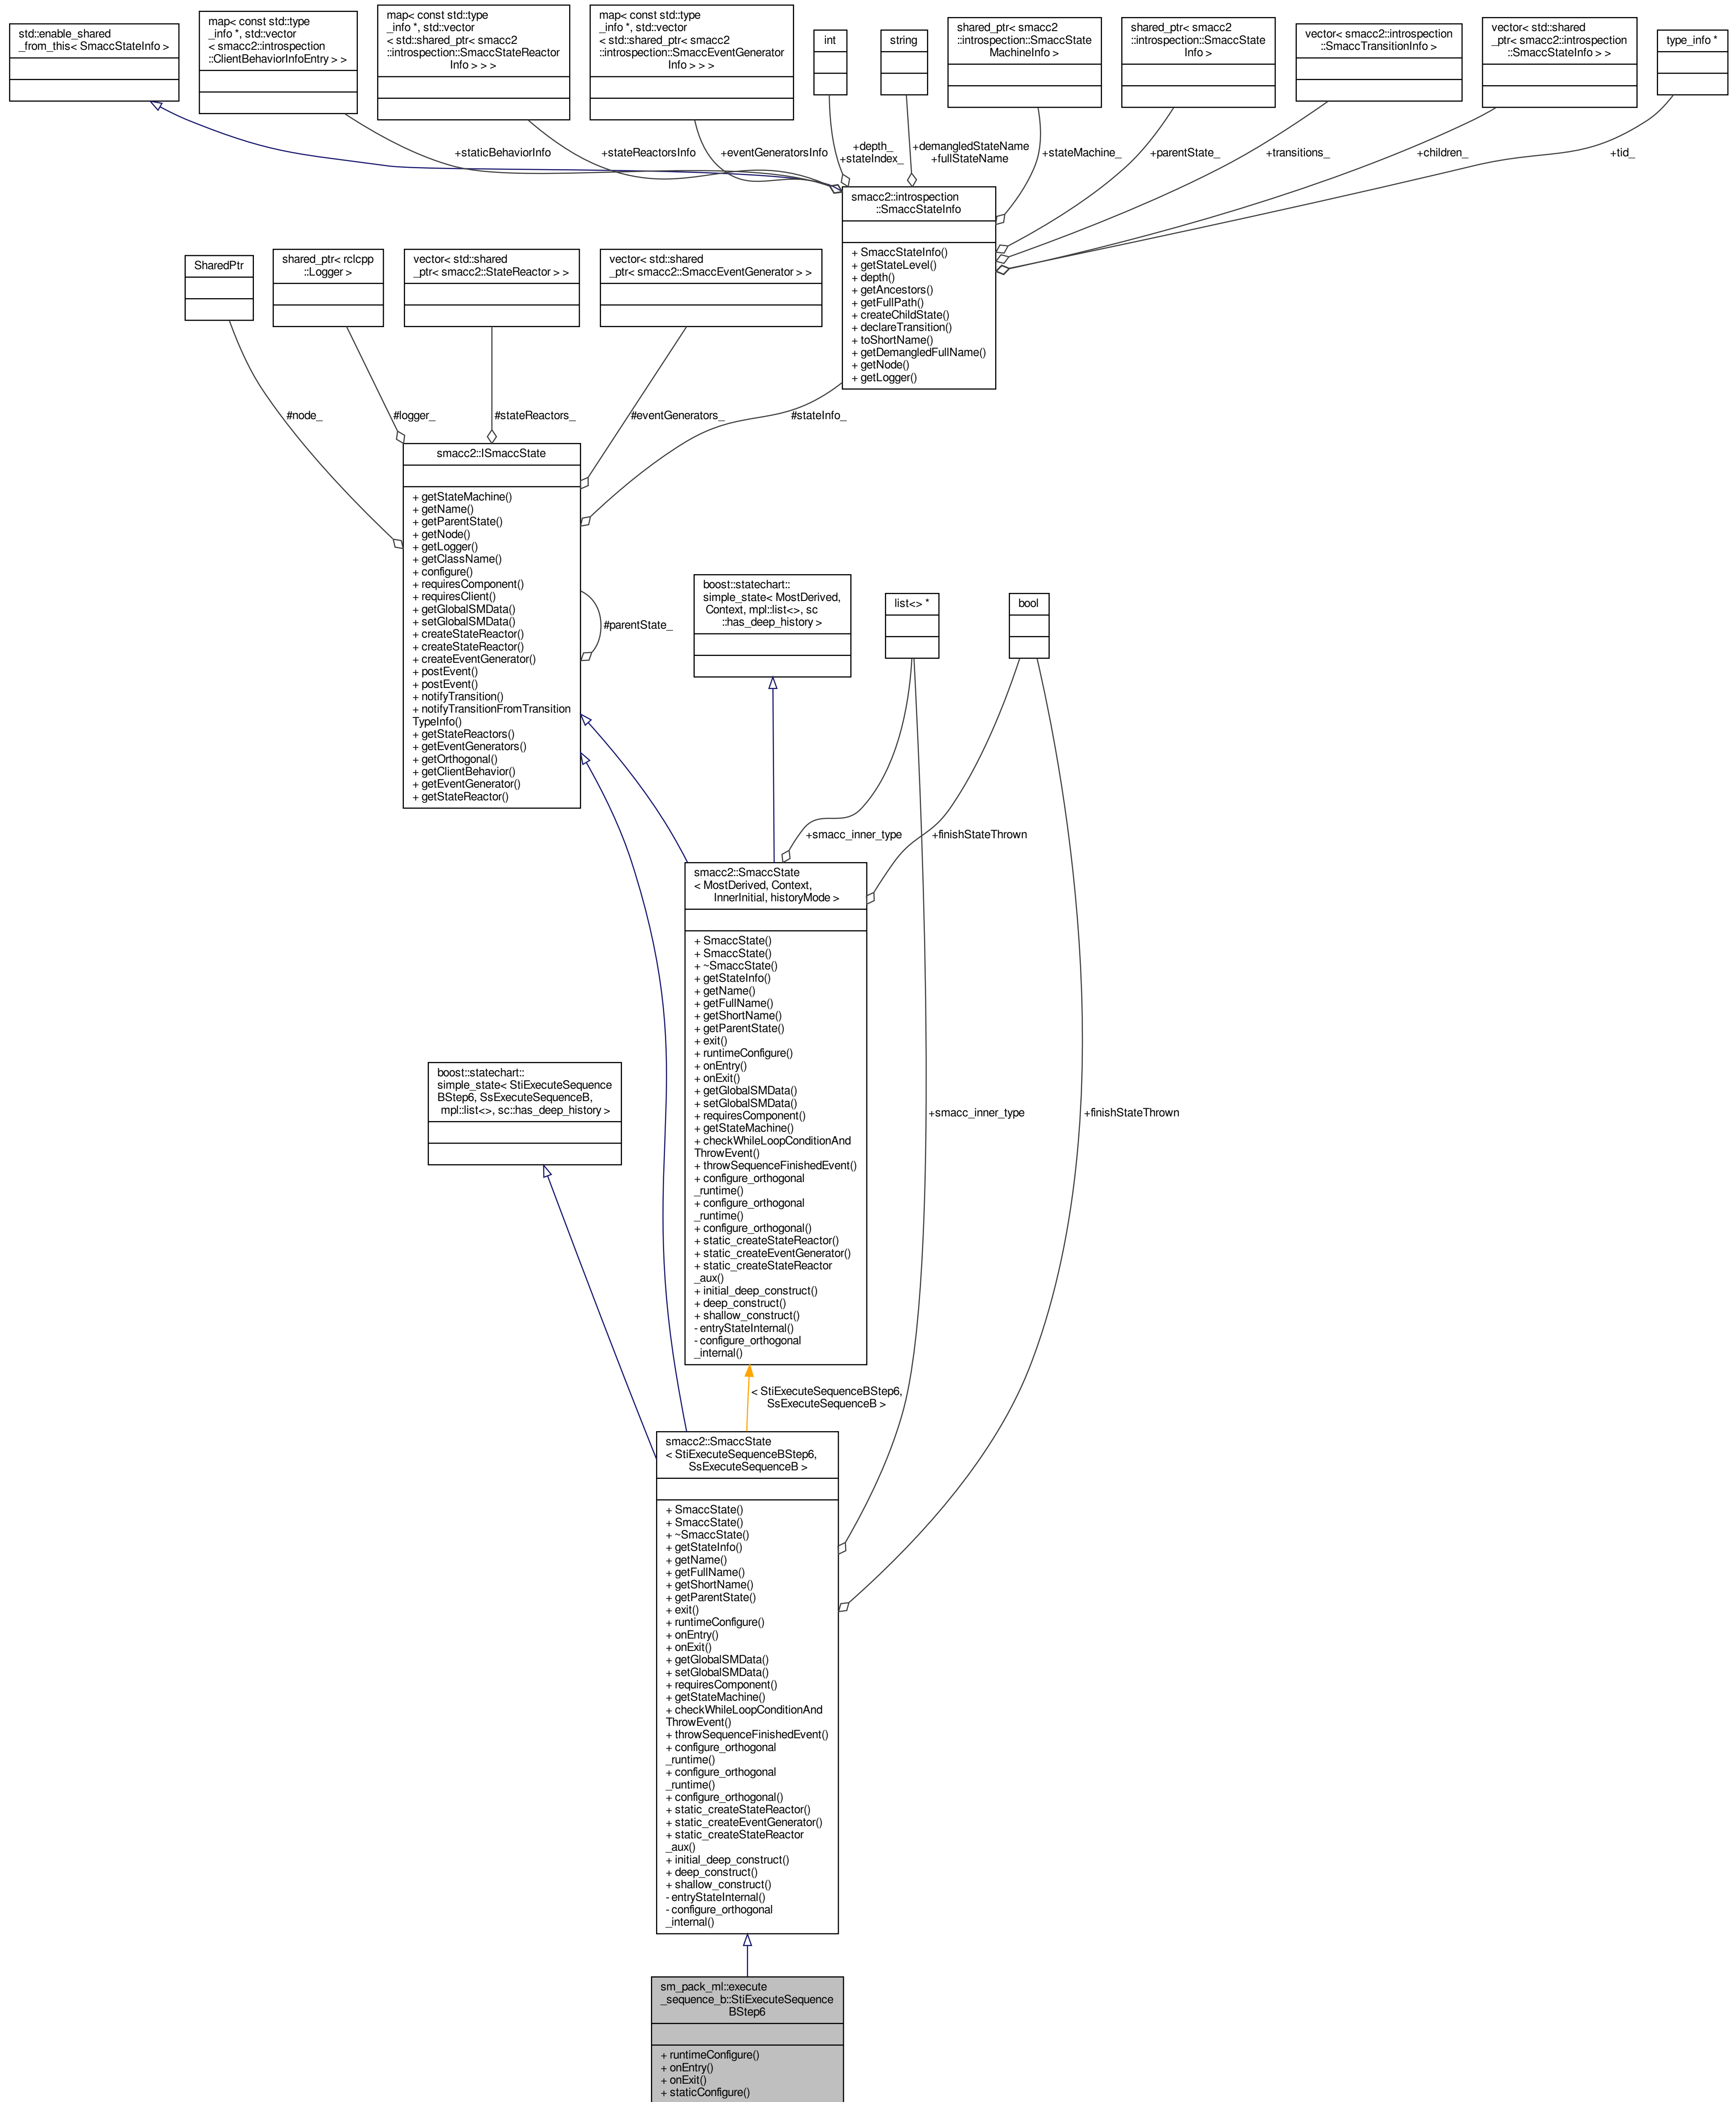 std::enable_shared
_from_this< SmaccStateInfo >
map< const std::type
_info *, std::vector
< smacc2::introspection
::ClientBehaviorInfoEntry > >
map< const std::type
_info *, std::vector
< std::shared_ptr< smacc2
::introspection::SmaccStateReactor
Info > > >
map< const std::type
_info *, std::vector
< std::shared_ptr< smacc2
::introspection::SmaccEventGenerator
Info > > >
int
string
shared_ptr< smacc2
::introspection::SmaccState
MachineInfo >
shared_ptr< smacc2
::introspection::SmaccState
Info >
vector< smacc2::introspection
::SmaccTransitionInfo >
vector< std::shared
_ptr< smacc2::introspection
::SmaccStateInfo > >
type_info *
+staticBehaviorInfo
+stateReactorsInfo
+eventGeneratorsInfo
+depth_
+stateIndex_
+demangledStateName
+fullStateName
+stateMachine_
+parentState_
+transitions_
+children_
+tid_
smacc2::introspection
::SmaccStateInfo
+ SmaccStateInfo()
+ getStateLevel()
+ depth()
+ getAncestors()
+ getFullPath()
+ createChildState()
+ declareTransition()
+ toShortName()
+ getDemangledFullName()
+ getNode()
+ getLogger()
SharedPtr
shared_ptr< rclcpp
::Logger >
vector< std::shared
_ptr< smacc2::StateReactor > >
vector< std::shared
_ptr< smacc2::SmaccEventGenerator > >
#node_
#logger_
#stateReactors_
#eventGenerators_
#stateInfo_
smacc2::ISmaccState
+ getStateMachine()
+ getName()
+ getParentState()
+ getNode()
+ getLogger()
+ getClassName()
+ configure()
+ requiresComponent()
+ requiresClient()
+ getGlobalSMData()
+ setGlobalSMData()
+ createStateReactor()
+ createStateReactor()
+ createEventGenerator()
+ postEvent()
+ postEvent()
+ notifyTransition()
+ notifyTransitionFromTransition
TypeInfo()
+ getStateReactors()
+ getEventGenerators()
+ getOrthogonal()
+ getClientBehavior()
+ getEventGenerator()
+ getStateReactor()
#parentState_
boost::statechart::
simple_state< MostDerived,
Context, mpl::list<>, sc
::has_deep_history >
list<> *
bool
+smacc_inner_type
+finishStateThrown
smacc2::SmaccState
< MostDerived, Context,
InnerInitial, historyMode >
+ SmaccState()
+ SmaccState()
+ ~SmaccState()
+ getStateInfo()
+ getName()
+ getFullName()
+ getShortName()
+ getParentState()
+ exit()
+ runtimeConfigure()
+ onEntry()
+ onExit()
+ getGlobalSMData()
+ setGlobalSMData()
+ requiresComponent()
+ getStateMachine()
+ checkWhileLoopConditionAnd
ThrowEvent()
+ throwSequenceFinishedEvent()
+ configure_orthogonal
_runtime()
+ configure_orthogonal
_runtime()
+ configure_orthogonal()
+ static_createStateReactor()
+ static_createEventGenerator()
+ static_createStateReactor
_aux()
+ initial_deep_construct()
+ deep_construct()
+ shallow_construct()
- entryStateInternal()
- configure_orthogonal
_internal()
boost::statechart::
simple_state< StiExecuteSequence
BStep6, SsExecuteSequenceB,
mpl::list<>, sc::has_deep_history >
+smacc_inner_type
+finishStateThrown
< StiExecuteSequenceBStep6,
SsExecuteSequenceB >
smacc2::SmaccState
< StiExecuteSequenceBStep6,
SsExecuteSequenceB >
+ SmaccState()
+ SmaccState()
+ ~SmaccState()
+ getStateInfo()
+ getName()
+ getFullName()
+ getShortName()
+ getParentState()
+ exit()
+ runtimeConfigure()
+ onEntry()
+ onExit()
+ getGlobalSMData()
+ setGlobalSMData()
+ requiresComponent()
+ getStateMachine()
+ checkWhileLoopConditionAnd
ThrowEvent()
+ throwSequenceFinishedEvent()
+ configure_orthogonal
_runtime()
+ configure_orthogonal
_runtime()
+ configure_orthogonal()
+ static_createStateReactor()
+ static_createEventGenerator()
+ static_createStateReactor
_aux()
+ initial_deep_construct()
+ deep_construct()
+ shallow_construct()
- entryStateInternal()
- configure_orthogonal
_internal()
sm_pack_ml::execute
_sequence_b::StiExecuteSequence
BStep6
+ runtimeConfigure()
+ onEntry()
+ onExit()
+ staticConfigure()